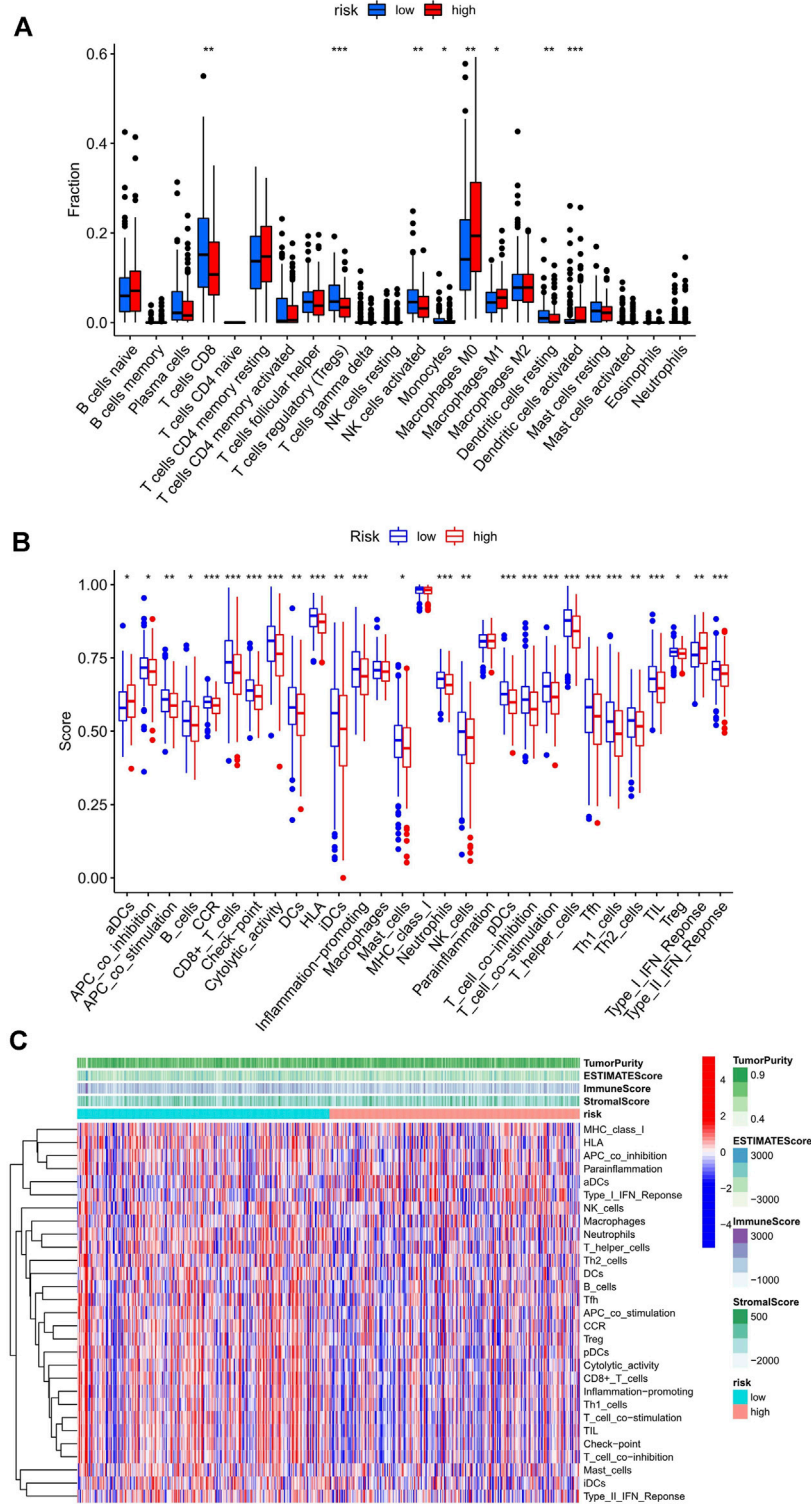 risk low high
A
** *** ** * ** * ** ***
0.6
0.4
0.2
0.0
Fraction
B cells naive
B cells memory
Plasma cells
T cells CD8
T cells CD4 naive
T cells CD4 memory resting
T cells CD4 memory activated
T cells follicular helper
T cells regulatory (Tregs)
T cells gamma delta
NK cells resting
NK cells activated
Monocytes
Macrophages M0
Macrophages M1
Macrophages M2
Dendritic cells resting
Dendritic cells activated
Mast cells resting
Mast cells activated
Eosinophils
Neutrophils
B
Risk low high
* * ** * *** *** *** *** ** *** ** *** * *** ** *** *** *** *** *** *** ** *** * ** ***
1.00
0.75
0.50
0.25
0.00
Score
aDCs
APC_co_inhibition
APC_co_stimulation
B_cells
CCR
CD8+_T_cells
Check-point
Cytolytic_activity
DCs
HLA
iDCs
Inflammation-promoting
Macrophages
Mast_cells
MHC_class_I
Neutrophils
NK_cells
Parainflammation
pDCs
T_cell_co-inhibition
T_cell_co-stimulation
T_helper_cells
Tfh
Th1_cells
Th2_cells
TIL
Treg
Type_I_IFN_Reponse
Type_II_IFN_Reponse
C
TumorPurity
ESTIMATEScore
ImmuneScore
StromalScore
risk
MHC_class_I
HLA
APC_co_inhibition
Parainflammation
aDCs
Type_I_IFN_Reponse
NK_cells
Macrophages
Neutrophils
T_helper_cells
Th2_cells
DCs
B_cells
Tfh
APC_co_stimulation
CCR
Treg
pDCs
Cytolytic_activity
CD8+_T_cells
Inflammation-promoting
Th1_cells
T_cell_co-stimulation
TIL
Check-point
T_cell_co-inhibition
Mast_cells
iDCs
Type_II_IFN_Reponse
4
2
0
-2
-4
TumorPurity
0.9
0.4
ESTIMATEScore
3000
-3000
ImmuneScore
3000
-1000
StromalScore
500
-2000
risk
low
high